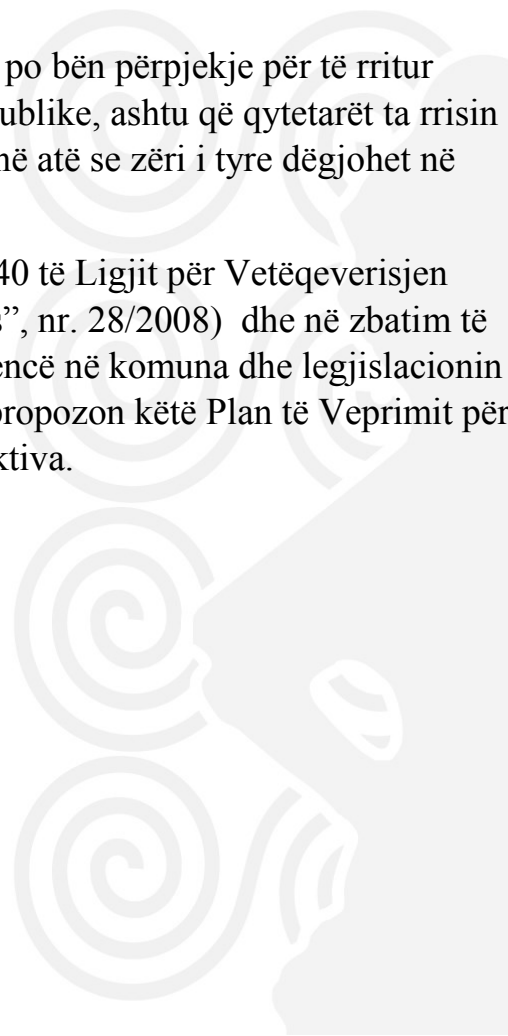 po bën përpjekje për të rritur
ublike, ashtu që qytetarët ta rrisin
në atë se zëri i tyre dëgjohet në
40 të Ligjit për Vetëqeverisjen
”, nr. 28/2008) dhe në zbatim të
encë në komuna dhe legjislacionin
propozon këtë Plan të Veprimit për
ktiva.